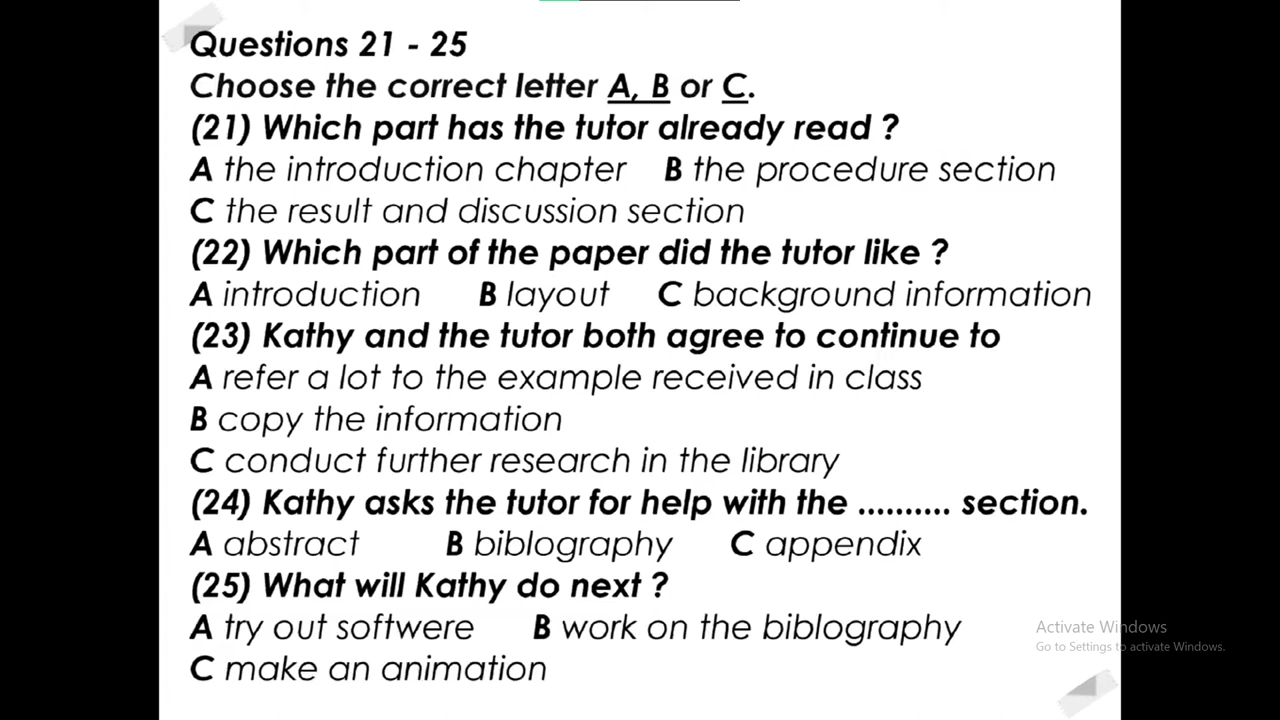 Questions 21 - 25
Choose the correct letter A, B or C.
(21) Which part has the tutor already read ?
A the introduction chapter B the procedure section
C the result and discussion section
(22) Which part of the paper did the tutor like ?
A introduction B layout C background information
(23) Kathy and the tutor both agree to continue to
A refer a lot to the example received in class
B copy the information
C conduct further research in the library
(24) Kathy asks the tutor for help with the .......... section.
A abstract B biblography C appendix
(25) What will Kathy do next ?
A try out softwere B work on the biblography
C make an animation
Activate Windows
Go to Settings to activate Windows.